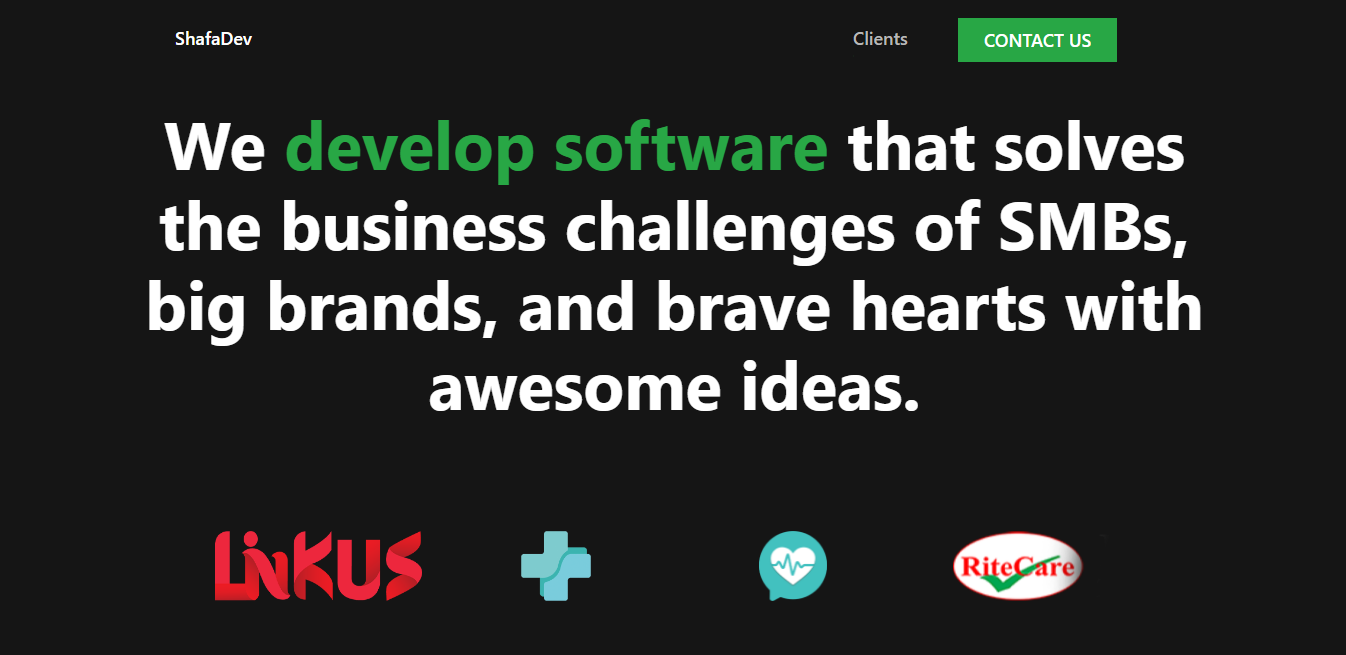 ShafaDev
Clients
CONTACT US
We develop software that solves
the business challenges of SMBs,
big brands, and brave hearts with
awesome ideas.
LinKUS
RiteCare